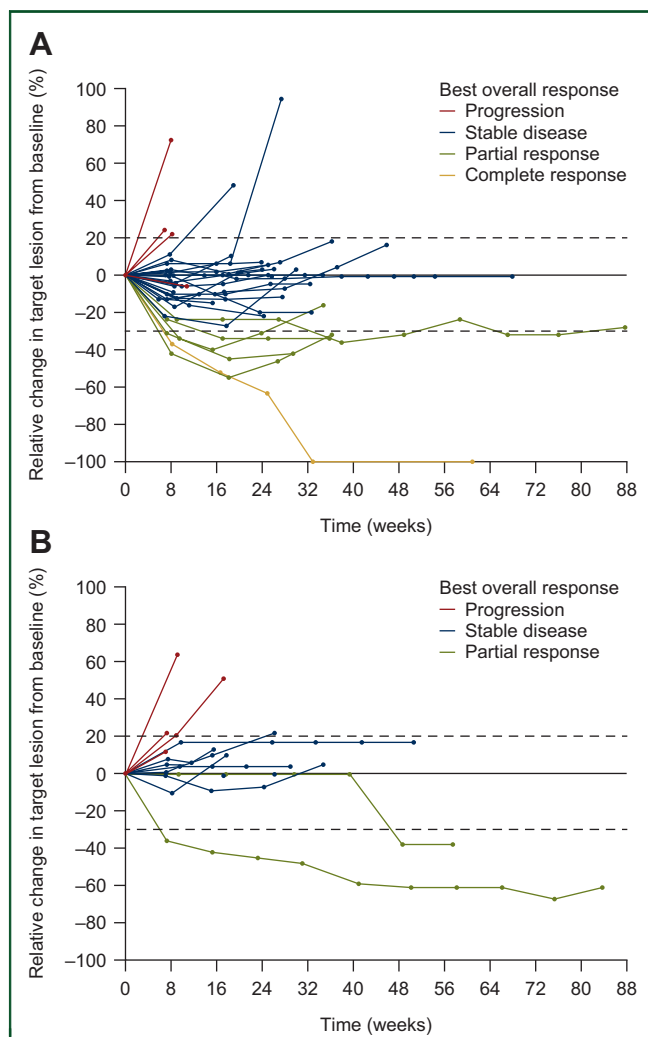 A
Relative change in target lesion from baseline (%)
100
80
60
40
20
0
–20
–40
–60
–80
–100
Best overall response
Progression
Stable disease
Partial response
Complete response
0 8 16 24 32 40 48 56 64 72 80 88
Time (weeks)
B
Relative change in target lesion from baseline (%)
100
80
60
40
20
0
–20
–40
–60
–80
–100
Best overall response
Progression
Stable disease
Partial response
0 8 16 24 32 40 48 56 64 72 80 88
Time (weeks)